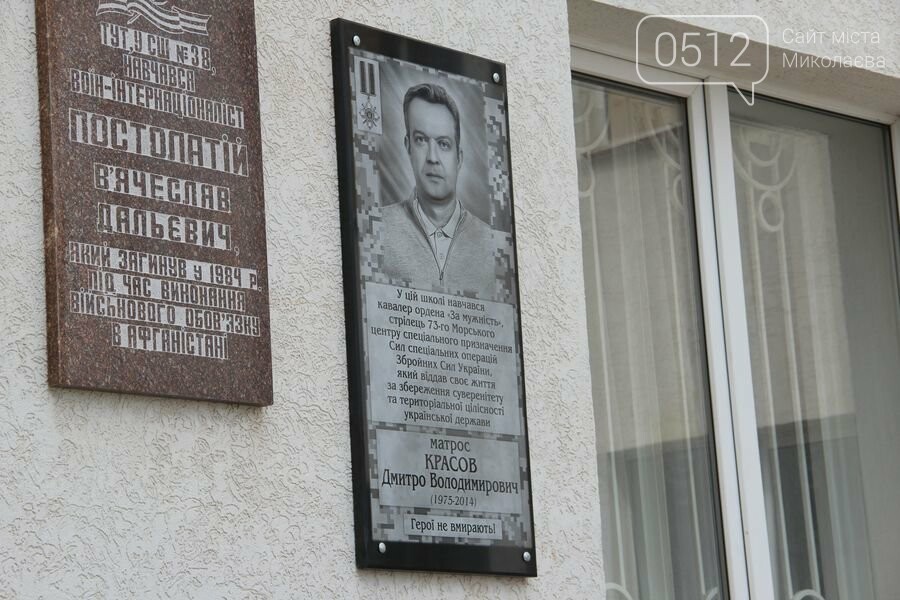 ТУТ, У СШ №38,
НАВЧАВСЯ
ВОЇН-ІНТЕРНАЦІОНАЛІСТ
ПОСТОЛАТІЙ
В'ЯЧЕСЛАВ
ДАЛЬЄВИЧ,
ЯКИЙ ЗАГИНУВ У 1984 г.
ПІД ЧАС ВИКОНАННЯ
ВІЙСЬКОВОГО ОБОВ'ЯЗКУ
В АФГАНІСТАНІ
У цій школі навчався
кавалер ордена «За мужність»,
стрілець 73-го Морського
центру спеціального призначення
Сил спеціальних операцій
Збройних Сил України,
який віддав своє життя
за збереження суверенітету
та територіальної цілісності
української держави
матрос
КРАСОВ
Дмитро Володимирович
(1975-2014)
Герої не вмирають!
0512
Сайт міста
Миколаєва